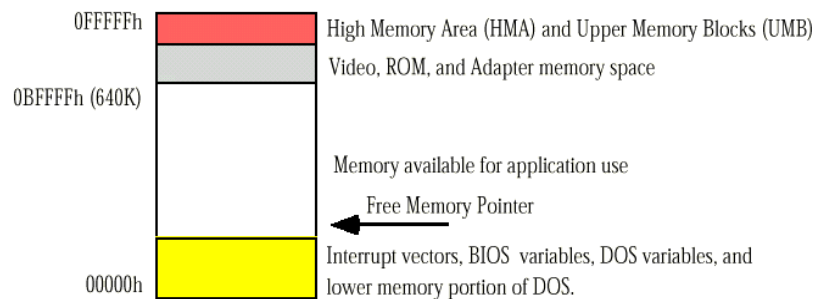 0FFFFFh
High Memory Area (HMA) and Upper Memory Blocks (UMB)
Video, ROM, and Adapter memory space
0BFFFFh (640K)
Memory available for application use
Free Memory Pointer
Interrupt vectors, BIOS variables, DOS variables, and
lower memory portion of DOS.
00000h